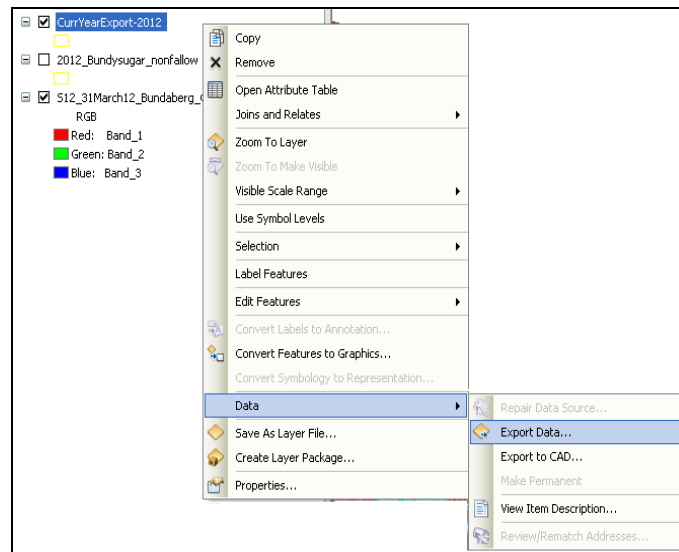 CurrYearExport-2012
2012_Bundysugar_nonfallow
S12_31March12_Bundaberg_
RGB
Red: Band_1
Green: Band_2
Blue: Band_3
Copy
Remove
Open Attribute Table
Joins and Relates
Zoom To Layer
Zoom To Make Visible
Visible Scale Range
Use Symbol Levels
Selection
Label Features
Edit Features
Convert Labels to Annotation...
Convert Features to Graphics...
Convert Symbology to Representation...
Data
Save As Layer File...
Create Layer Package...
Properties...
Repair Data Source...
Export Data...
Export to CAD...
Make Permanent
View Item Description...
Review/Rematch Addresses...